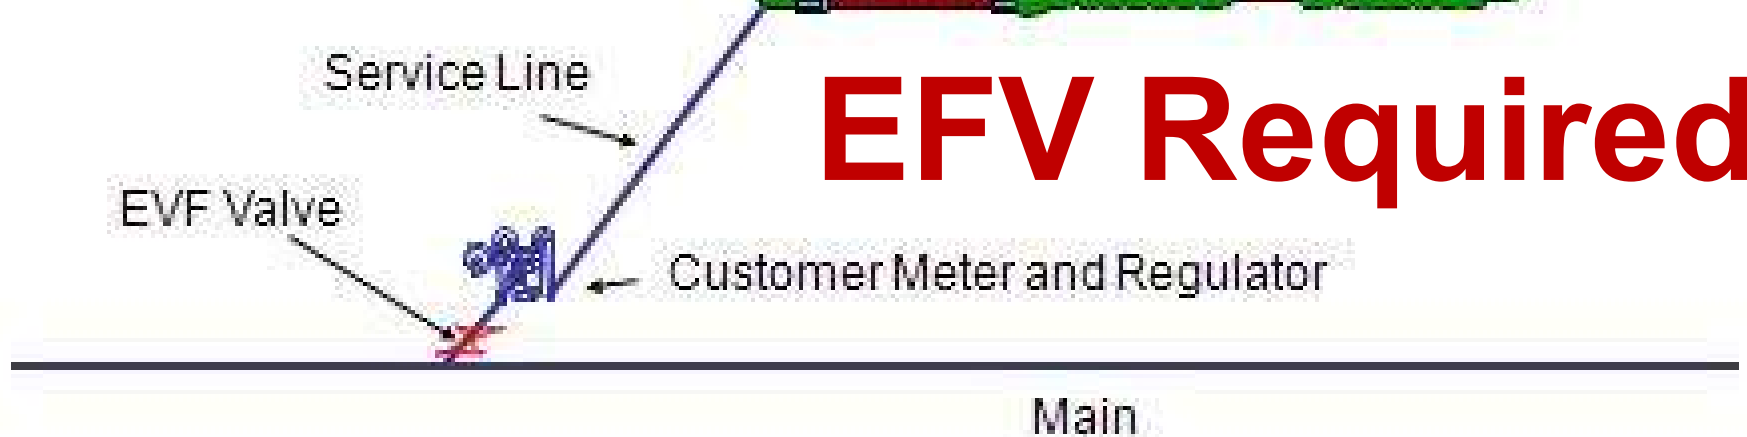 Service Line
EFV Required
EVF Valve
Customer Meter and Regulator
Main